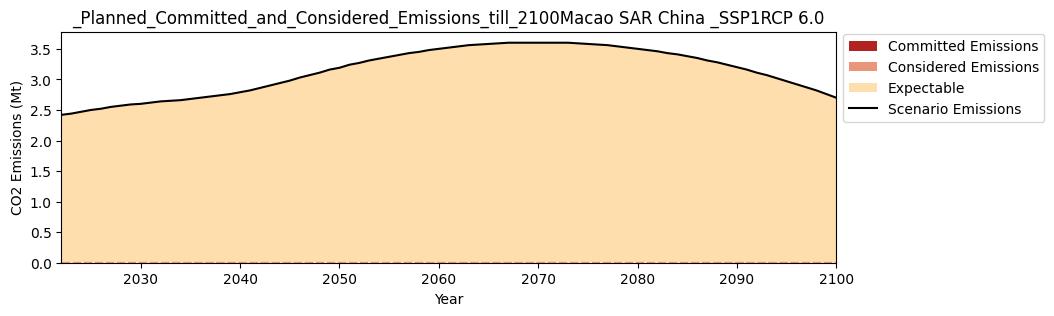 _Planned_Committed_and_Considered_Emissions_till_2100Macao SAR China _SSP1RCP 6.0
Committed Emissions
Considered Emissions
Expectable
Scenario Emissions
CO2 Emissions (Mt)
3.5
3.0
2.5
2.0
1.5
1.0
0.5
0.0
2030 2040 2050 2060 2070 2080 2090 2100
Year